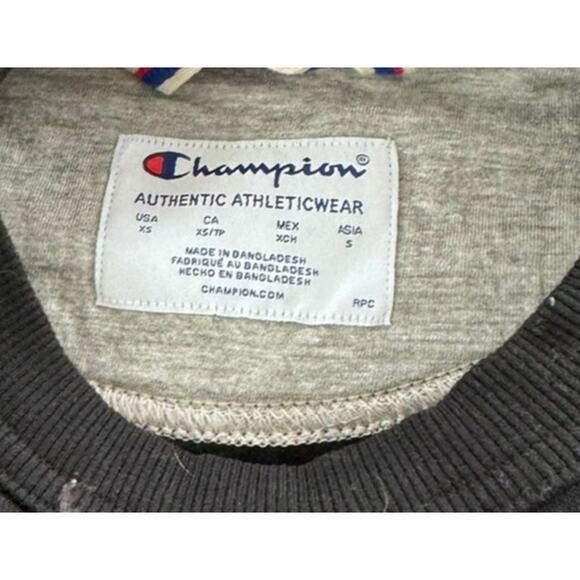 Champion®
AUTHENTIC ATHLETICWEAR
USA CA MEX ASIA
XS XS/TP XCH S
MADE IN BANGLADESH
FABRIQUÉ AU BANGLADESH
HECHO EN BANGLADESH
CHAMPION.COM
RPC